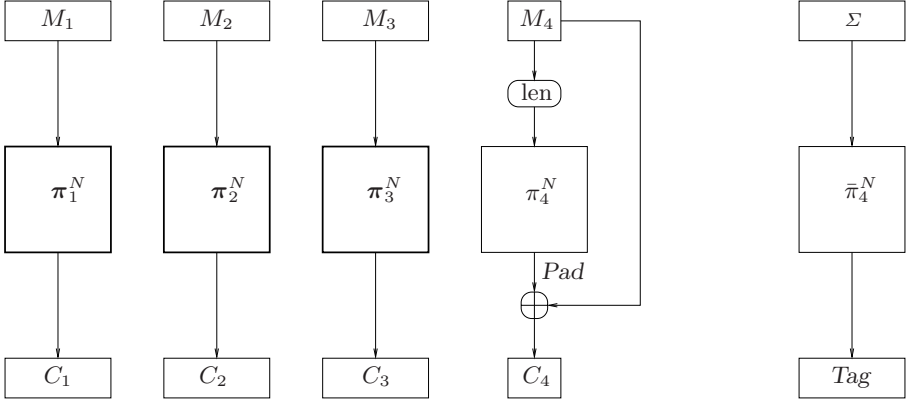 M₁ M₂ M₃ M₄ Σ
len
π₁ᴺ π₂ᴺ π₃ᴺ π₄ᴺ π̄₄ᴺ
Pad
C₁ C₂ C₃ C₄ Tag